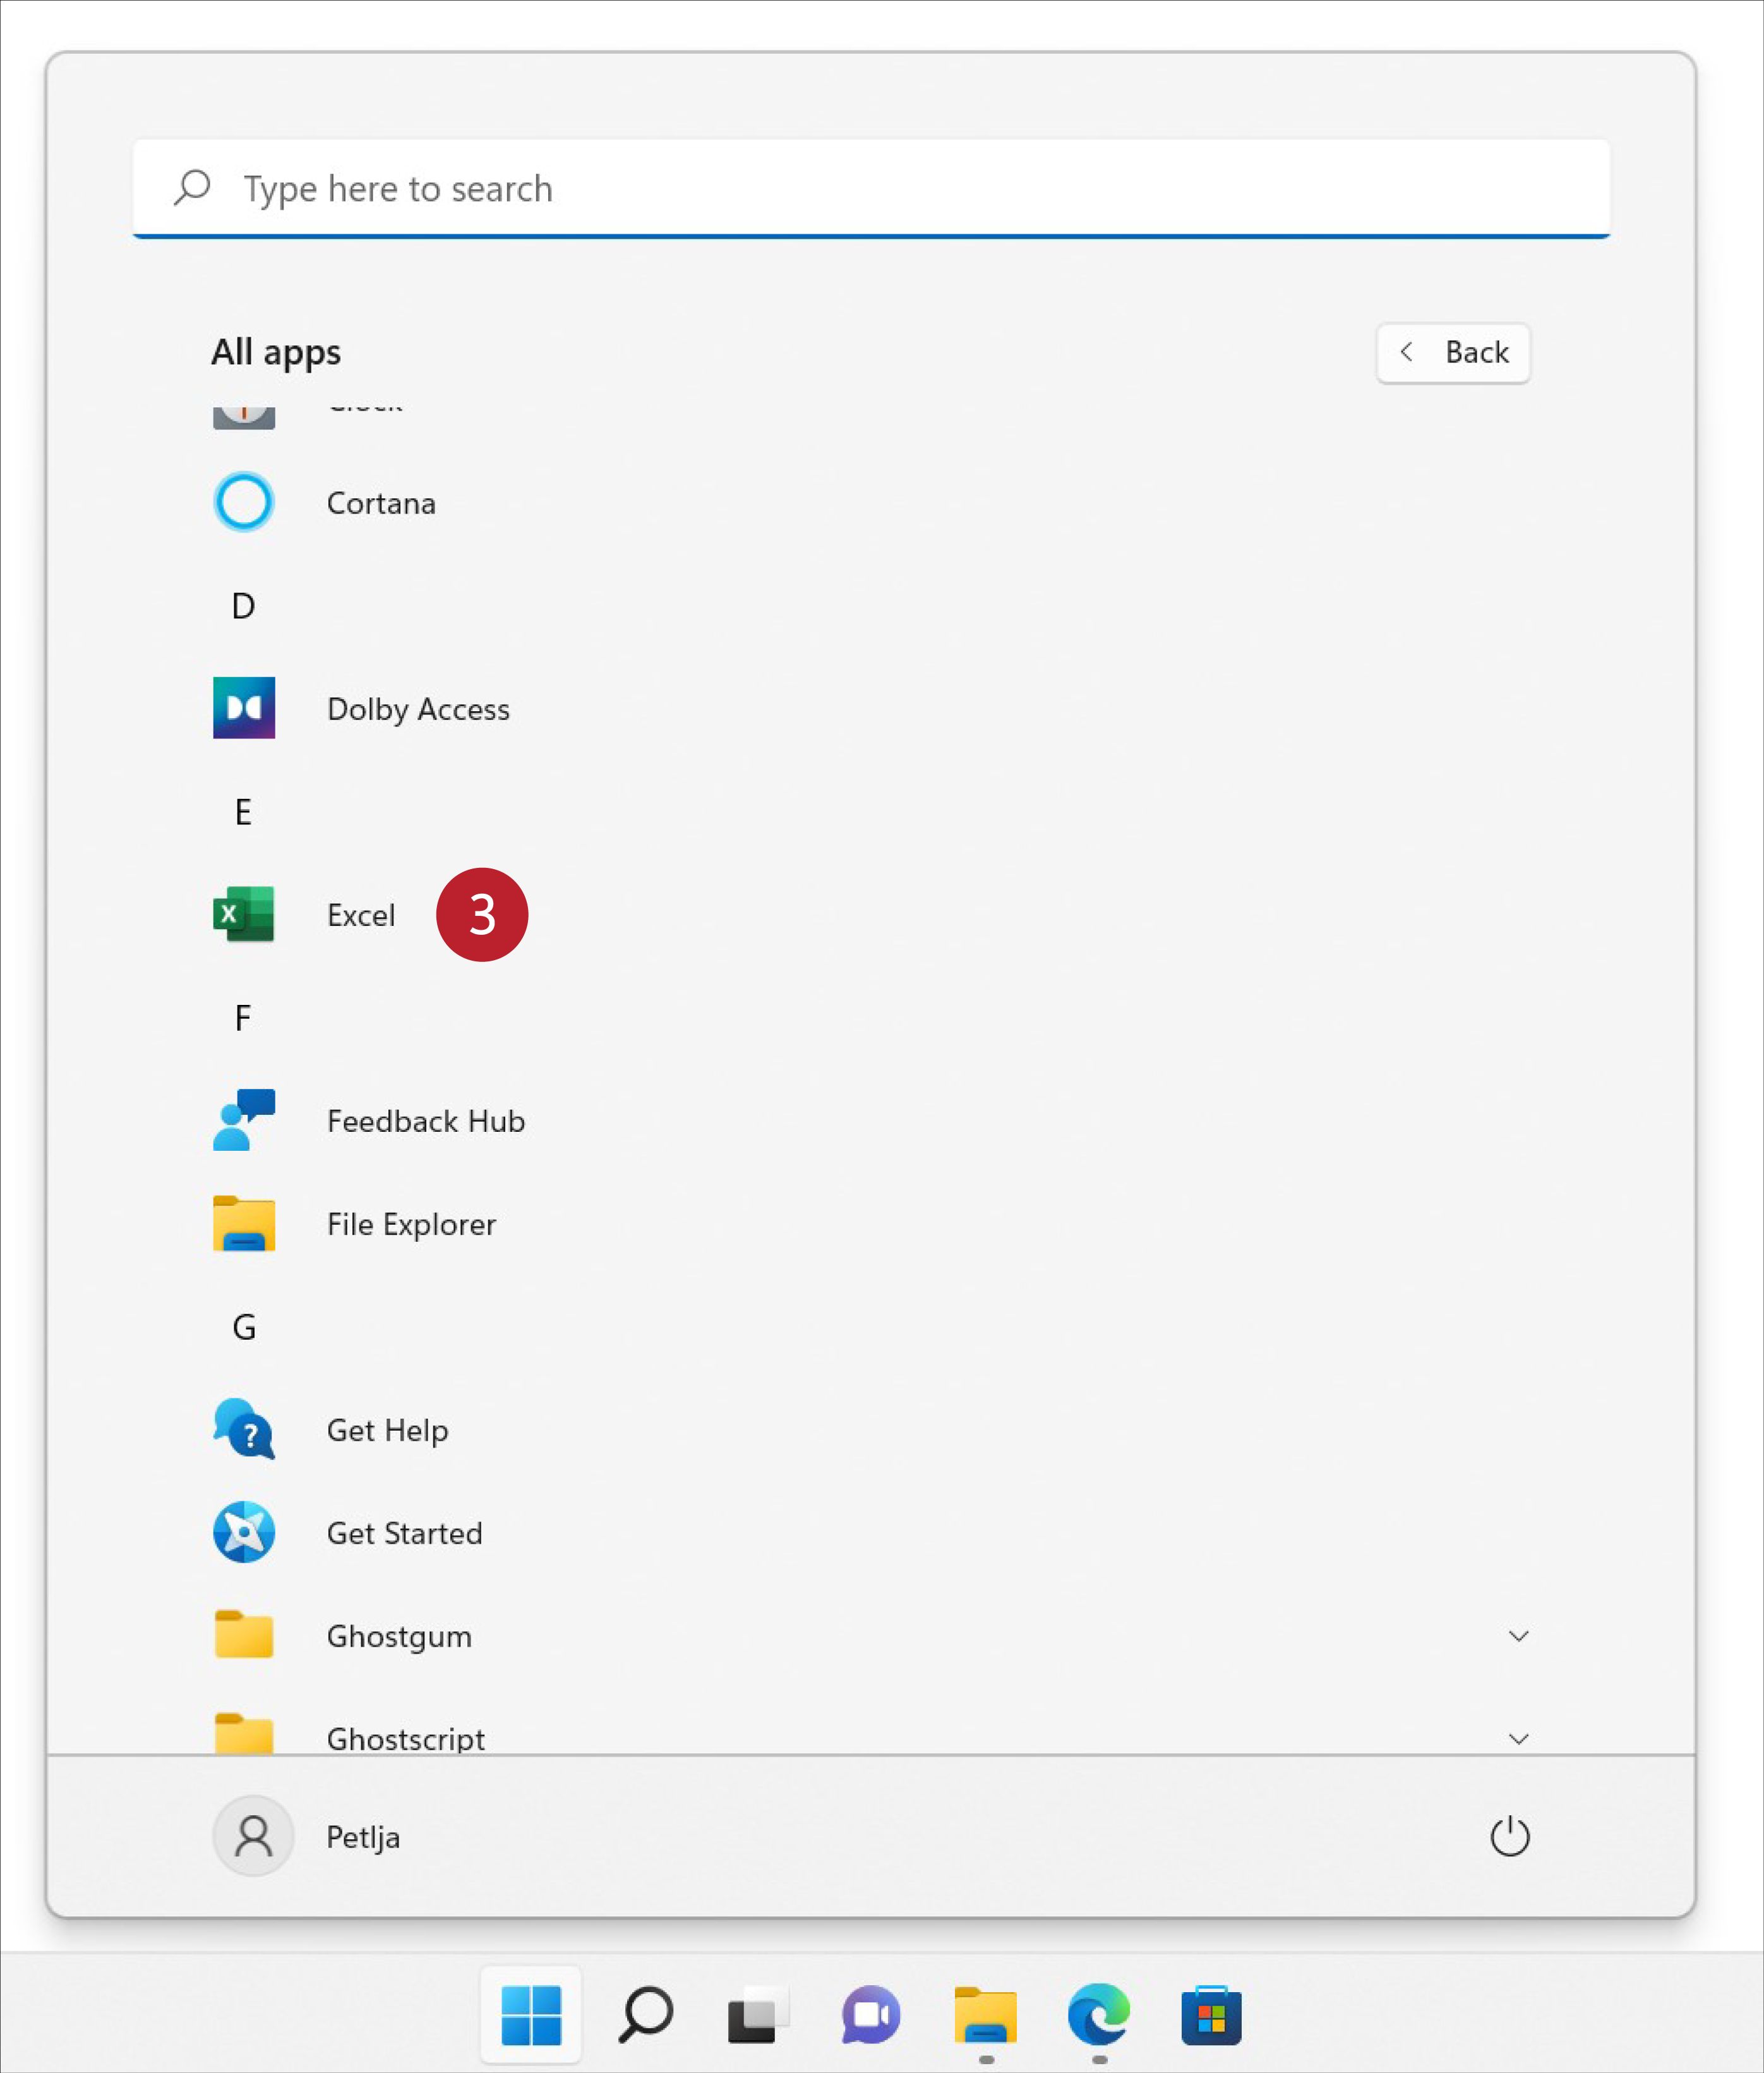 Type here to search
All apps
Back
Cortana
D
Dolby Access
E
Excel 3
F
Feedback Hub
File Explorer
G
Get Help
Get Started
Ghostgum
Ghostscript
Petlja